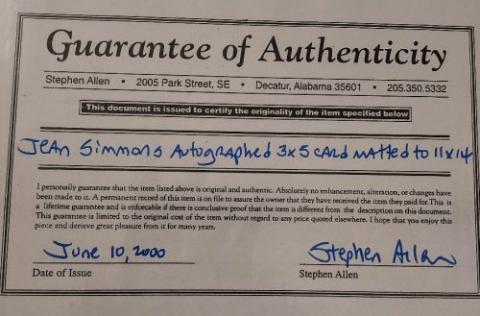 Guarantee of Authenticity
Stephen Allen • 2005 Park Street, SE • Decatur, Alabama 35601 • 205.350.5332
This document is issued to certify the originality of the item specified below
Jean Simmons Autographed 3x5 card matted to 11x14
I personally guarantee that the item listed above is original and authentic. Absolutely no enhancement, alteration, or changes have
been made to it. A permanent record of this item is on file to assure the owner that they have received the item they paid for. This is
a lifetime guarantee and is enforceable if there is conclusive proof that the item is different from the description on this document.
This guarantee is limited to the original cost of the item without regard to any price quoted elsewhere. I hope that you enjoy this
piece and derieve great pleasure from it for many years.
June 10, 2000
Stephen Allen
Date of Issue
Stephen Allen